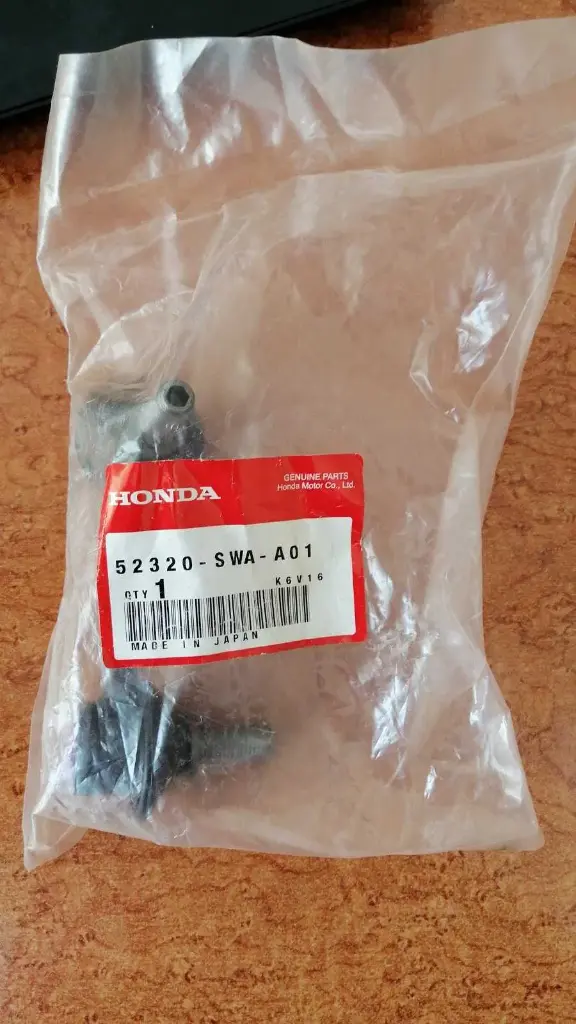 HONDA
GENUINE PARTS
Honda Motor Co., Ltd.
52320-SWA-A01
QTY 1
K6V16
MADE IN JAPAN